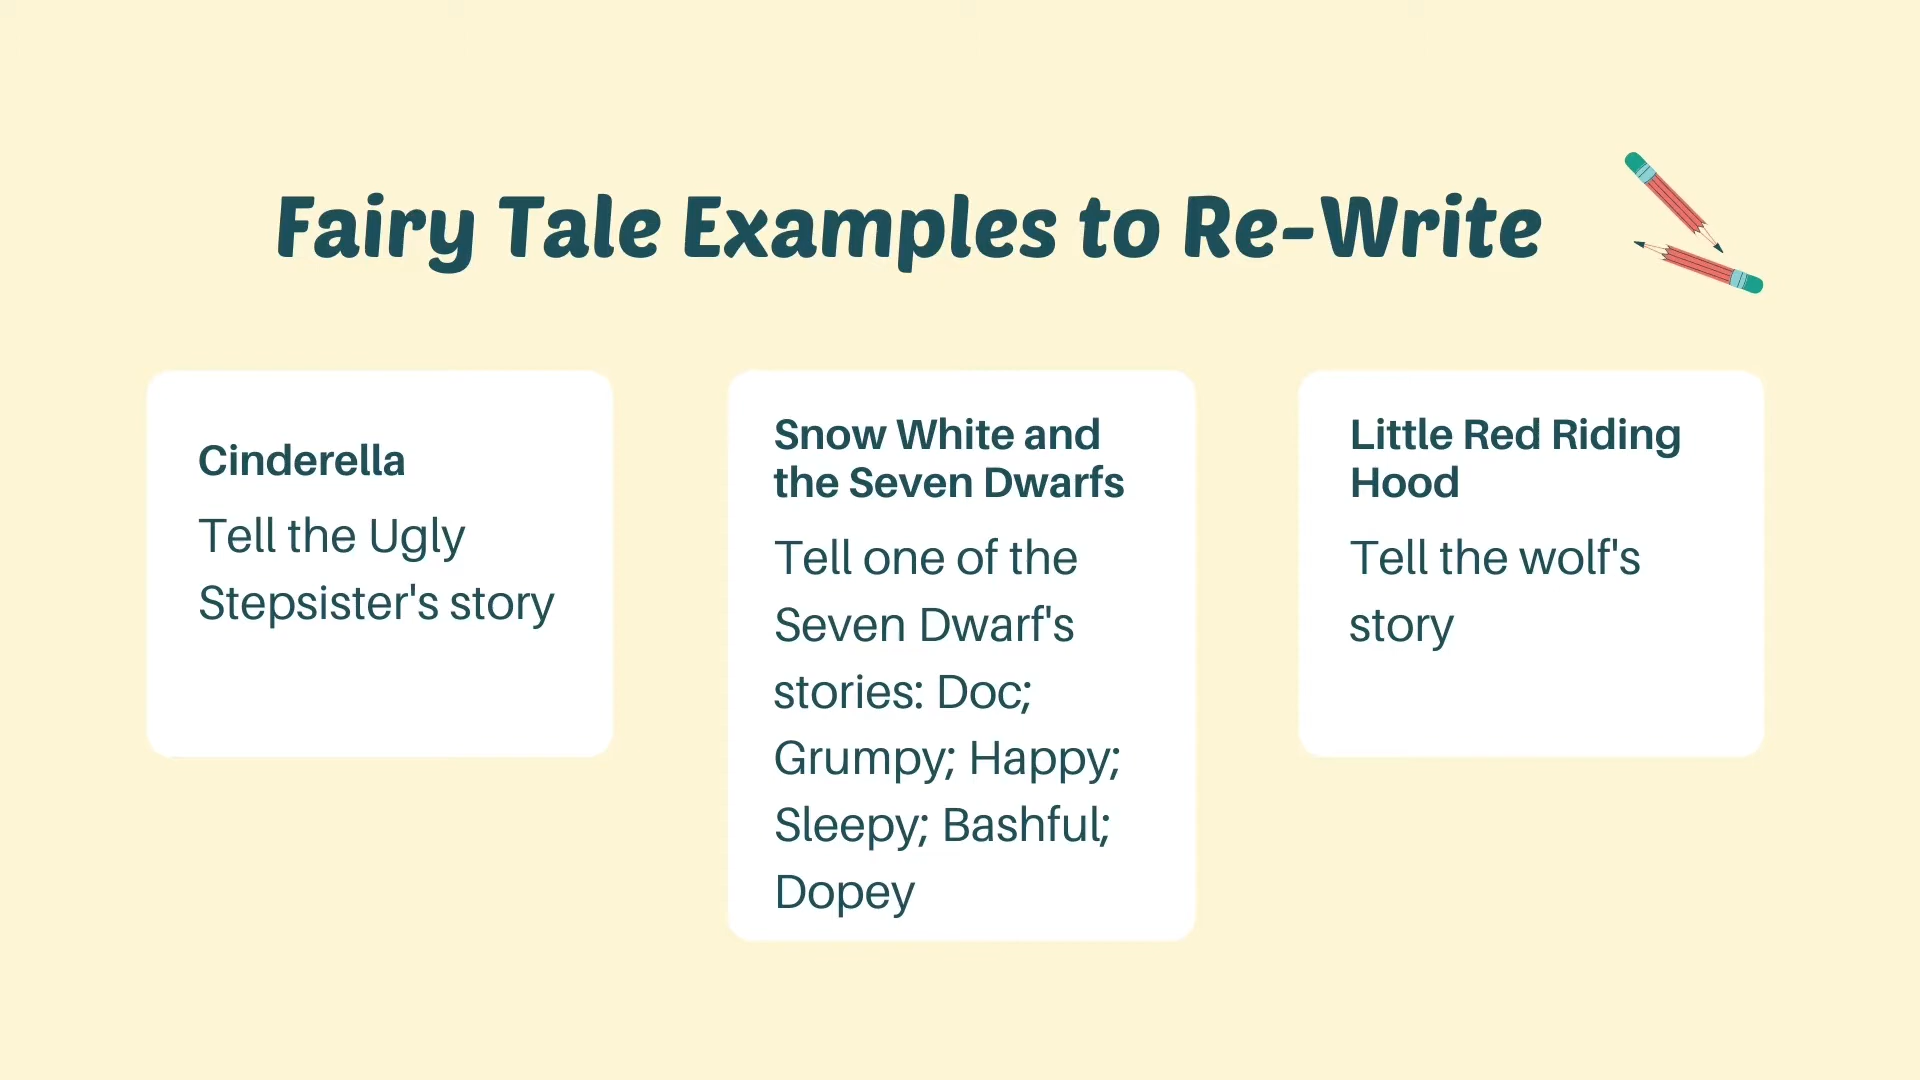 Fairy Tale Examples to Re-Write
Cinderella
Tell the Ugly
Stepsister's story
Snow White and
the Seven Dwarfs
Tell one of the
Seven Dwarf's
stories: Doc;
Grumpy; Happy;
Sleepy; Bashful;
Dopey
Little Red Riding
Hood
Tell the wolf's
story